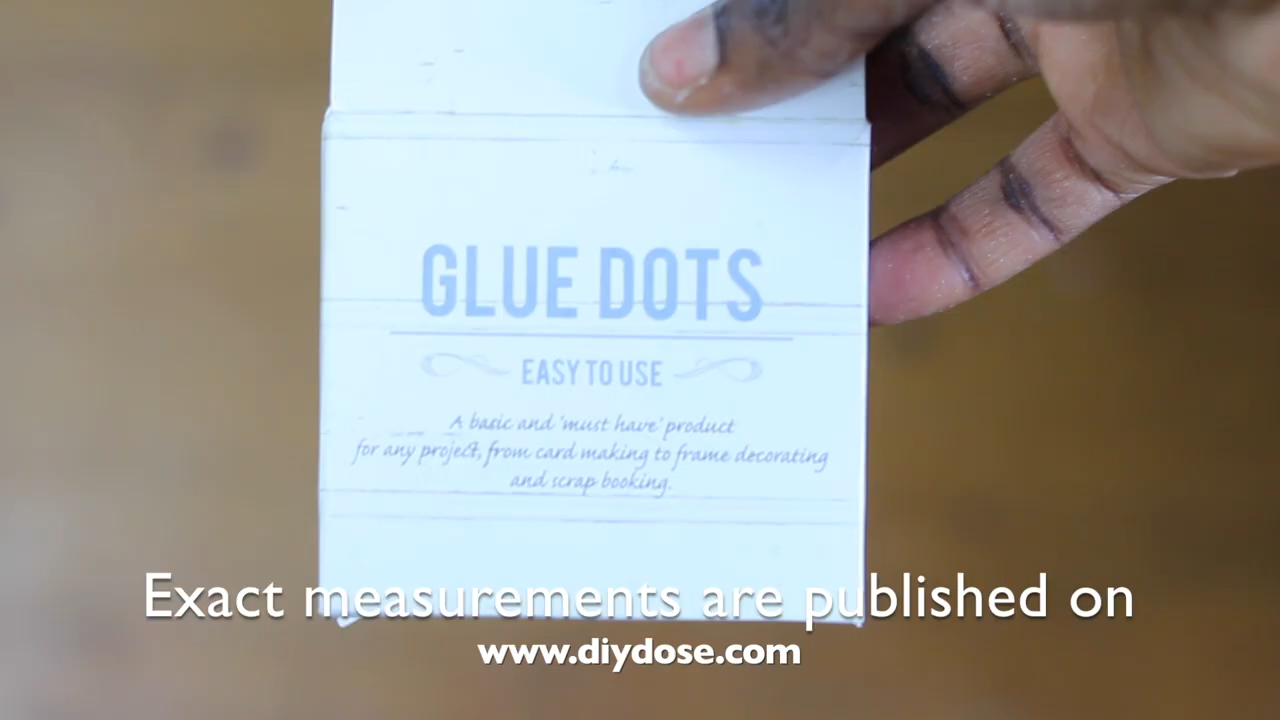 GLUE DOTS
EASY TO USE
A basic and 'must have' product
for any project, from card making to frame decorating
and scrap booking.
Exact measurements are published on
www.diydose.com